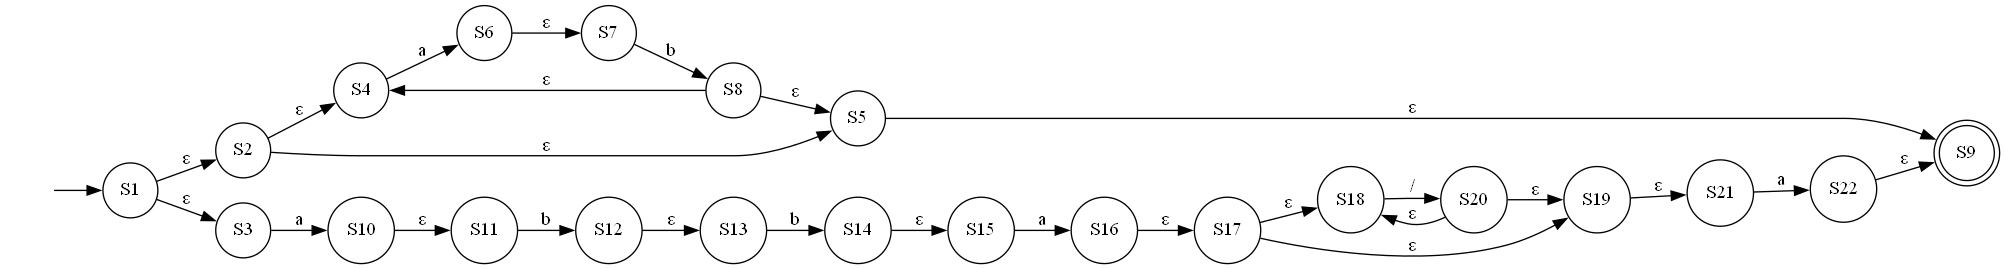 S6 ε S7
a b
S4 ε S8
ε ε S5 ε
S2 ε
ε S9
S1
ε S18 / S20 ε S19 ε S21 a S22 ε
ε ε
S3 a S10 ε S11 b S12 ε S13 b S14 ε S15 a S16 ε S17
ε